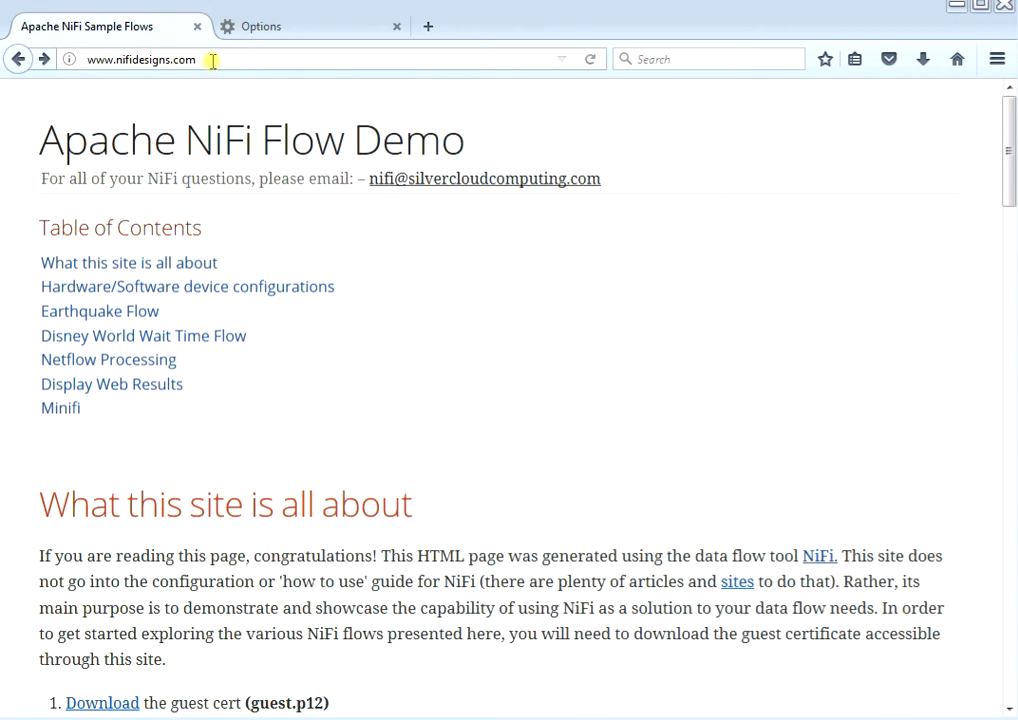 Apache NiFi Sample Flows
Options
www.nifidesigns.com
Search
Apache NiFi Flow Demo
For all of your NiFi questions, please email: – nifi@silvercloudcomputing.com
Table of Contents
What this site is all about
Hardware/Software device configurations
Earthquake Flow
Disney World Wait Time Flow
Netflow Processing
Display Web Results
Minifi
What this site is all about
If you are reading this page, congratulations! This HTML page was generated using the data flow tool NiFi. This site does
not go into the configuration or 'how to use' guide for NiFi (there are plenty of articles and sites to do that). Rather, its
main purpose is to demonstrate and showcase the capability of using NiFi as a solution to your data flow needs. In order
to get started exploring the various NiFi flows presented here, you will need to download the guest certificate accessible
through this site.
1. Download the guest cert (guest.p12)